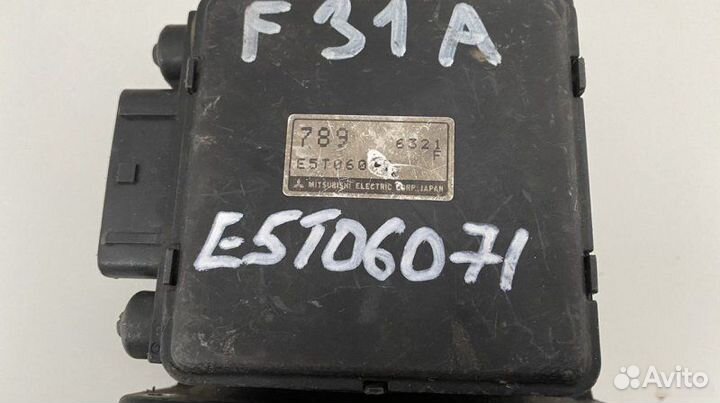 F31A
789 6321
E5T060 F
MITSUBISHI ELECTRIC CORP.,JAPAN
E5T06071
Avito